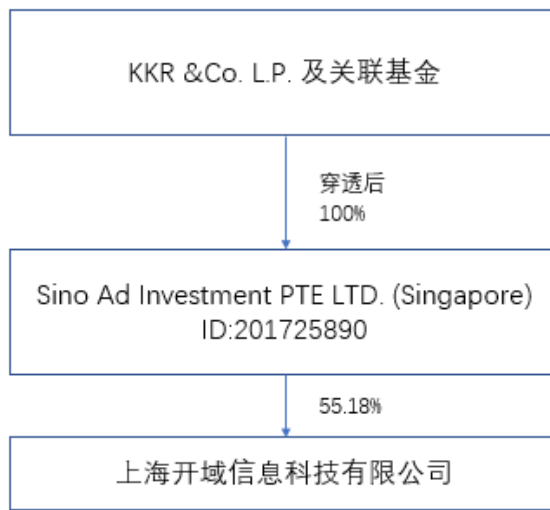 KKR &Co. L.P. 及关联基金
穿透后
100%
Sino Ad Investment PTE LTD. (Singapore)
ID:201725890
55.18%
上海开域信息科技有限公司